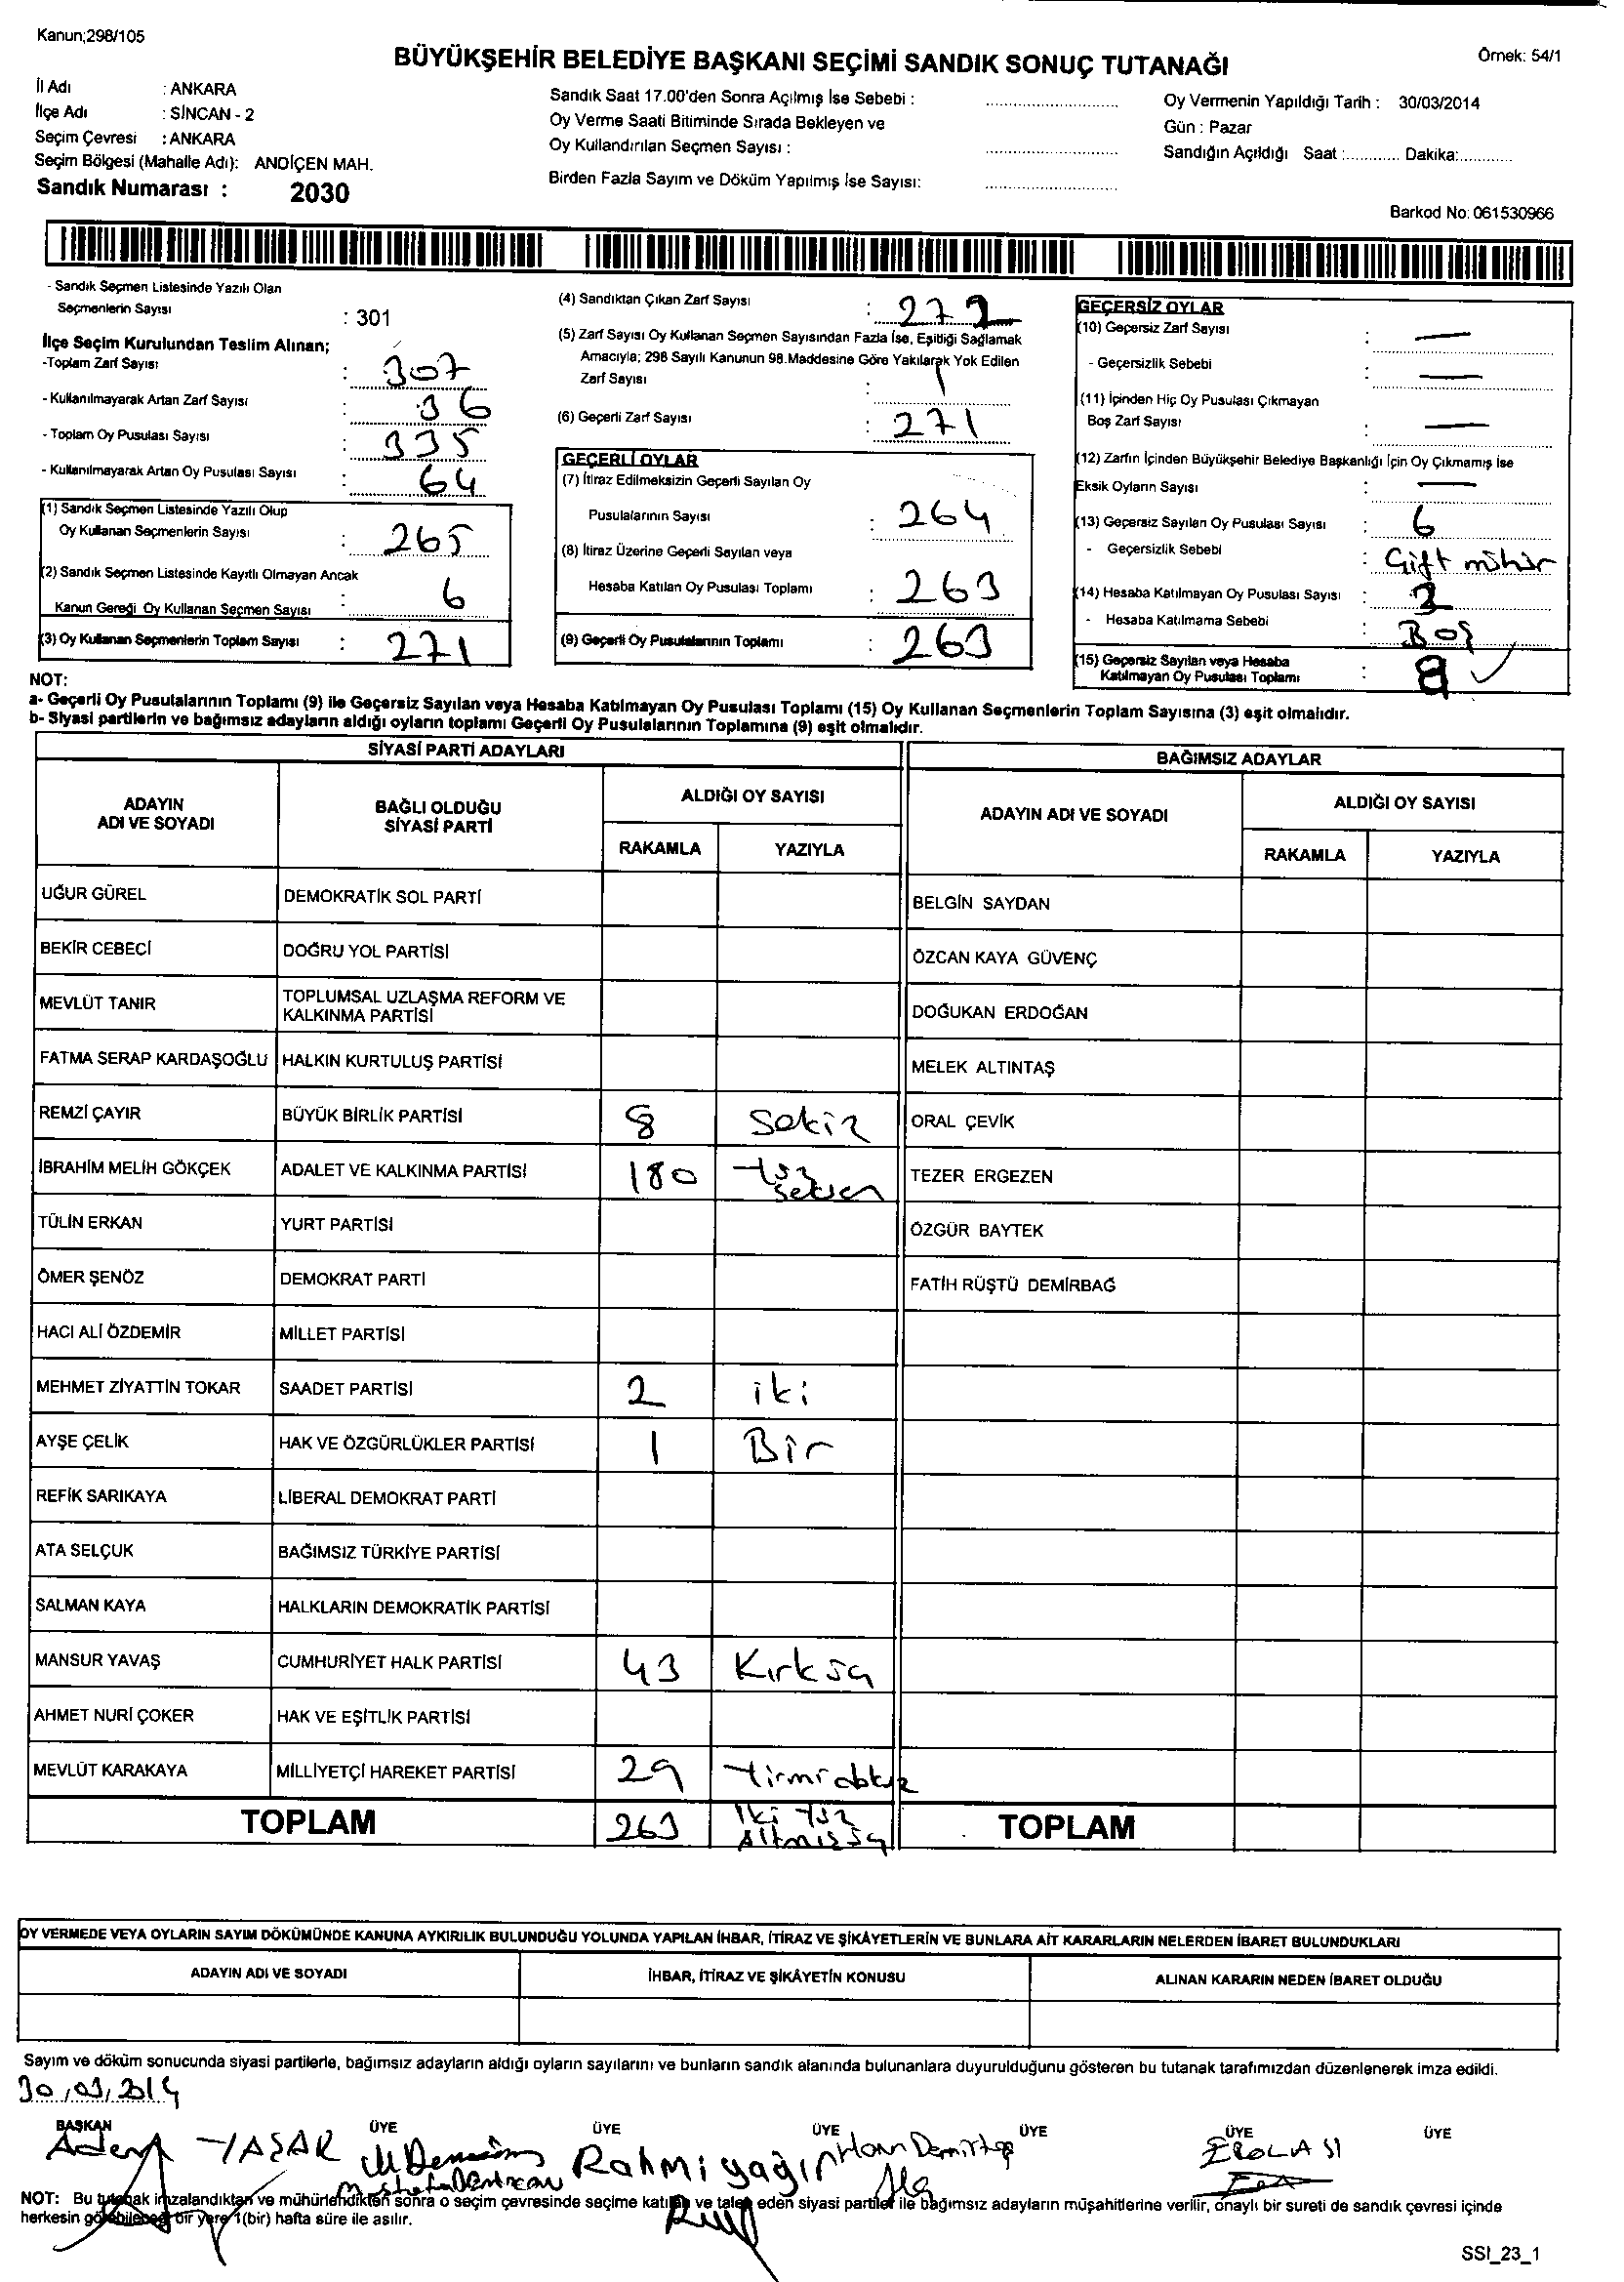 Kanun;298/105
BÜYÜKŞEHİR BELEDİYE BAŞKANI SEÇİMİ SANDIK SONUÇ TUTANAĞI
Örnek: 54/1
İl Adı : ANKARA
İlçe Adı : SİNCAN - 2
Seçim Çevresi : ANKARA
Seçim Bölgesi (Mahalle Adı): ANDİÇEN MAH.
Sandık Numarası : 2030
Sandık Saat 17.00'den Sonra Açılmış İse Sebebi :
Oy Verme Saati Bitiminde Sırada Bekleyen ve
Oy Kullandırılan Seçmen Sayısı :
Birden Fazla Sayım ve Döküm Yapılmış İse Sayısı:
Oy Vermenin Yapıldığı Tarih : 30/03/2014
Gün : Pazar
Sandığın Açıldığı Saat :............ Dakika:............
Barkod No: 061530966
- Sandık Seçmen Listesinde Yazılı Olan
Seçmenlerin Sayısı : 301
İlçe Seçim Kurulundan Teslim Alınan;
-Toplam Zarf Sayısı : 307
- Kullanılmayarak Artan Zarf Sayısı : 36
- Toplam Oy Pusulası Sayısı : 335
- Kullanılmayarak Artan Oy Pusulası Sayısı : 64
(1) Sandık Seçmen Listesinde Yazılı Olup
Oy Kullanan Seçmenlerin Sayısı : 265
(2) Sandık Seçmen Listesinde Kayıtlı Olmayan Ancak
Kanun Gereği Oy Kullanan Seçmen Sayısı : 6
(3) Oy Kullanan Seçmenlerin Toplam Sayısı : 271
(4) Sandıktan Çıkan Zarf Sayısı : 272
(5) Zarf Sayısı Oy Kullanan Seçmen Sayısından Fazla İse, Eşitliği Sağlamak
Amacıyla; 298 Sayılı Kanunun 98.Maddesine Göre Yakılarak Yok Edilen
Zarf Sayısı : 1
(6) Geçerli Zarf Sayısı : 271
GEÇERLİ OYLAR
(7) İtiraz Edilmeksizin Geçerli Sayılan Oy
Pusulalarının Sayısı : 264
(8) İtiraz Üzerine Geçerli Sayılan veya
Hesaba Katılan Oy Pusulası Toplamı : 263
(9) Geçerli Oy Pusulalarının Toplamı : 263
GEÇERSİZ OYLAR
(10) Geçersiz Zarf Sayısı : —
- Geçersizlik Sebebi : —
(11) İçinden Hiç Oy Pusulası Çıkmayan
Boş Zarf Sayısı : —
(12) Zarfın İçinden Büyükşehir Belediye Başkanlığı İçin Oy Çıkmamış İse
Eksik Oyların Sayısı : —
(13) Geçersiz Sayılan Oy Pusulası Sayısı : 6
- Geçersizlik Sebebi : Çift mühür
(14) Hesaba Katılmayan Oy Pusulası Sayısı : 2
- Hesaba Katılmama Sebebi : Boş
(15) Geçersiz Sayılan veya Hesaba
Katılmayan Oy Pusulası Toplamı : 8
NOT:
a- Geçerli Oy Pusulalarının Toplamı (9) ile Geçersiz Sayılan veya Hesaba Katılmayan Oy Pusulası Toplamı (15) Oy Kullanan Seçmenlerin Toplam Sayısına (3) eşit olmalıdır.
b- Siyasi partilerin ve bağımsız adayların aldığı oyların toplamı Geçerli Oy Pusulalarının Toplamına (9) eşit olmalıdır.
SİYASİ PARTİ ADAYLARI
BAĞIMSIZ ADAYLAR
ADAYIN ADI VE SOYADI
BAĞLI OLDUĞU SİYASİ PARTİ
ALDIĞI OY SAYISI
RAKAMLA YAZIYLA
ADAYIN ADI VE SOYADI
ALDIĞI OY SAYISI
RAKAMLA YAZIYLA
UĞUR GÜREL DEMOKRATİK SOL PARTİ BELGİN SAYDAN
BEKİR CEBECİ DOĞRU YOL PARTİSİ ÖZCAN KAYA GÜVENÇ
MEVLÜT TANIR TOPLUMSAL UZLAŞMA REFORM VE KALKINMA PARTİSİ DOĞUKAN ERDOĞAN
FATMA SERAP KARDAŞOĞLU HALKIN KURTULUŞ PARTİSİ MELEK ALTINTAŞ
REMZİ ÇAYIR BÜYÜK BİRLİK PARTİSİ 8 Sekiz ORAL ÇEVİK
İBRAHİM MELİH GÖKÇEK ADALET VE KALKINMA PARTİSİ 180 Yüz Seksen TEZER ERGEZEN
TÜLİN ERKAN YURT PARTİSİ ÖZGÜR BAYTEK
ÖMER ŞENÖZ DEMOKRAT PARTİ FATİH RÜŞTÜ DEMİRBAĞ
HACI ALİ ÖZDEMİR MİLLET PARTİSİ
MEHMET ZİYATTİN TOKAR SAADET PARTİSİ 2 iki
AYŞE ÇELİK HAK VE ÖZGÜRLÜKLER PARTİSİ 1 Bir
REFİK SARIKAYA LİBERAL DEMOKRAT PARTİ
ATA SELÇUK BAĞIMSIZ TÜRKİYE PARTİSİ
SALMAN KAYA HALKLARIN DEMOKRATİK PARTİSİ
MANSUR YAVAŞ CUMHURİYET HALK PARTİSİ 43 Kırk üç
AHMET NURİ ÇOKER HAK VE EŞİTLİK PARTİSİ
MEVLÜT KARAKAYA MİLLİYETÇİ HAREKET PARTİSİ 29 Yirmi dokuz
TOPLAM 263 İki Yüz Altmış üç TOPLAM
OY VERMEDE VEYA OYLARIN SAYIM DÖKÜMÜNDE KANUNA AYKIRILIK BULUNDUĞU YOLUNDA YAPILAN İHBAR, İTİRAZ VE ŞİKÂYETLERİN VE BUNLARA AİT KARARLARIN NELERDEN İBARET BULUNDUKLARI
ADAYIN ADI VE SOYADI İHBAR, İTİRAZ VE ŞİKÂYETİN KONUSU ALINAN KARARIN NEDEN İBARET OLDUĞU
Sayım ve döküm sonucunda siyasi partilerle, bağımsız adayların aldığı oyların sayılarını ve bunların sandık alanında bulunanlara duyurulduğunu gösteren bu tutanak tarafımızdan düzenlenerek imza edildi.
30/03/2014
BAŞKAN ÜYE ÜYE ÜYE ÜYE ÜYE ÜYE
Adem YAŞAR Rahmi yağın EROL ASI
NOT: Bu tutanak imzalandıktan ve mühürlendikten sonra o seçim çevresinde seçime katılan ve talep eden siyasi partiler ile bağımsız adayların müşahitlerine verilir, onaylı bir sureti de sandık çevresi içinde
herkesin görebileceği bir yere 1(bir) hafta süre ile asılır.
SSI_23_1